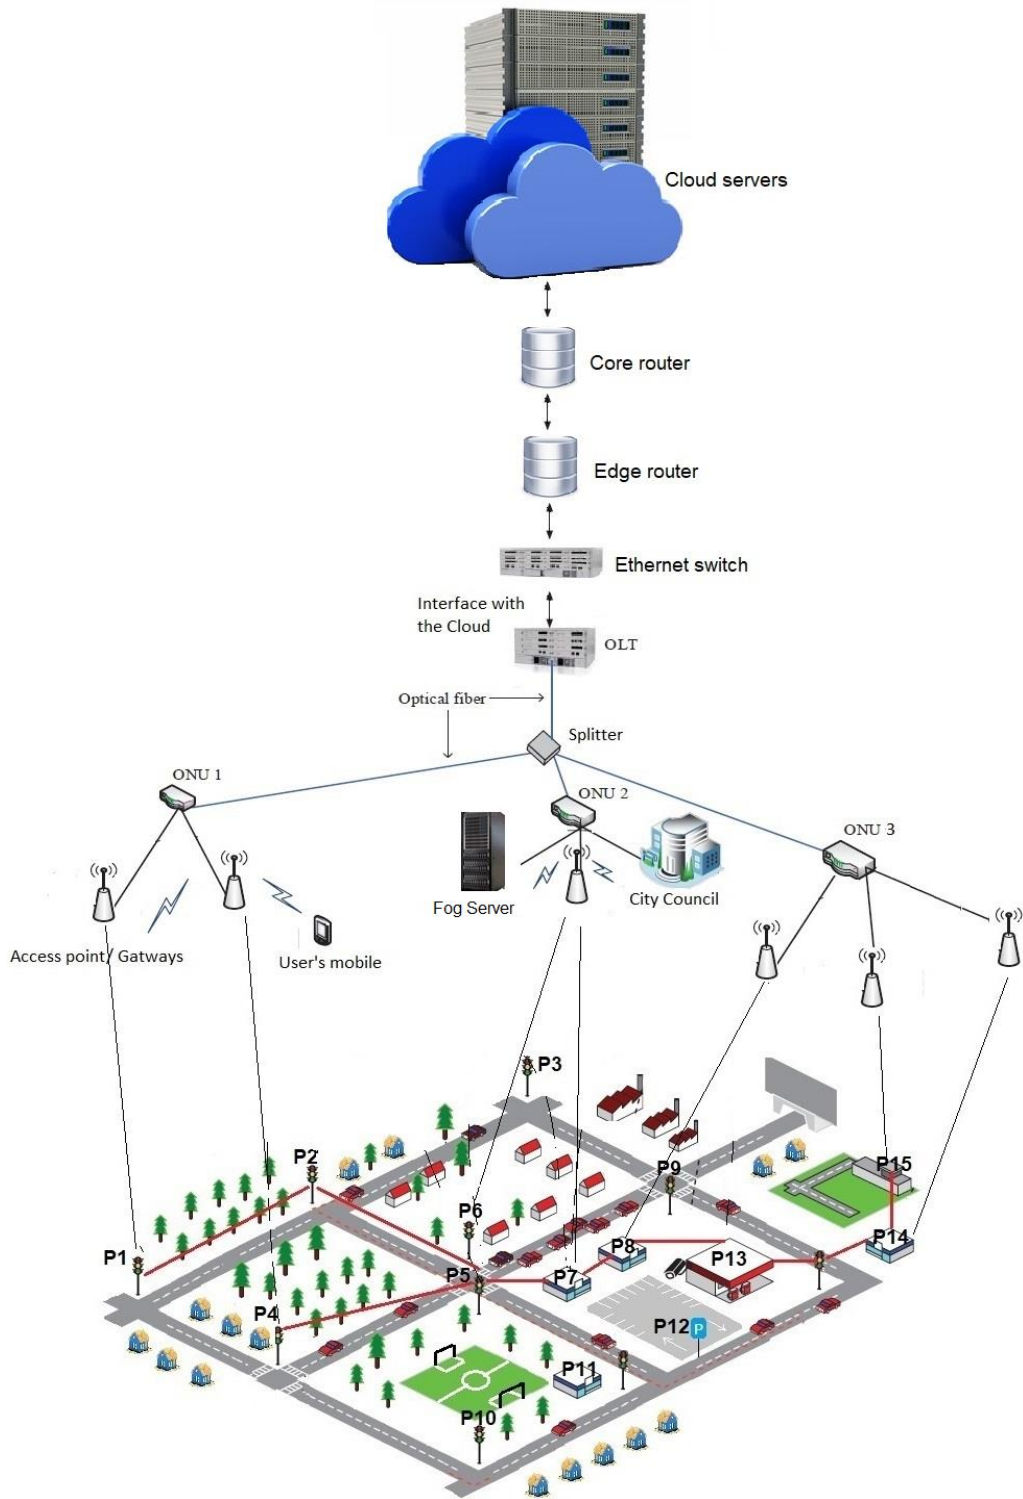 Cloud servers
Core router
Edge router
Ethernet switch
Interface with
the Cloud
OLT
Optical fiber
Splitter
ONU 1
ONU 2
ONU 3
Fog Server
City Council
Access point/ Gatways
User's mobile
P3
P2
P9
P15
P6
P1
P8
P14
P5
P7
P13
P4
P12
P
P11
P10